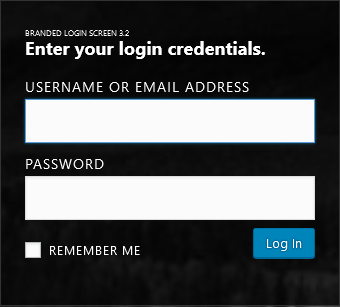 BRANDED LOGIN SCREEN 3.2
Enter your login credentials.
USERNAME OR EMAIL ADDRESS
PASSWORD
REMEMBER ME
Log In